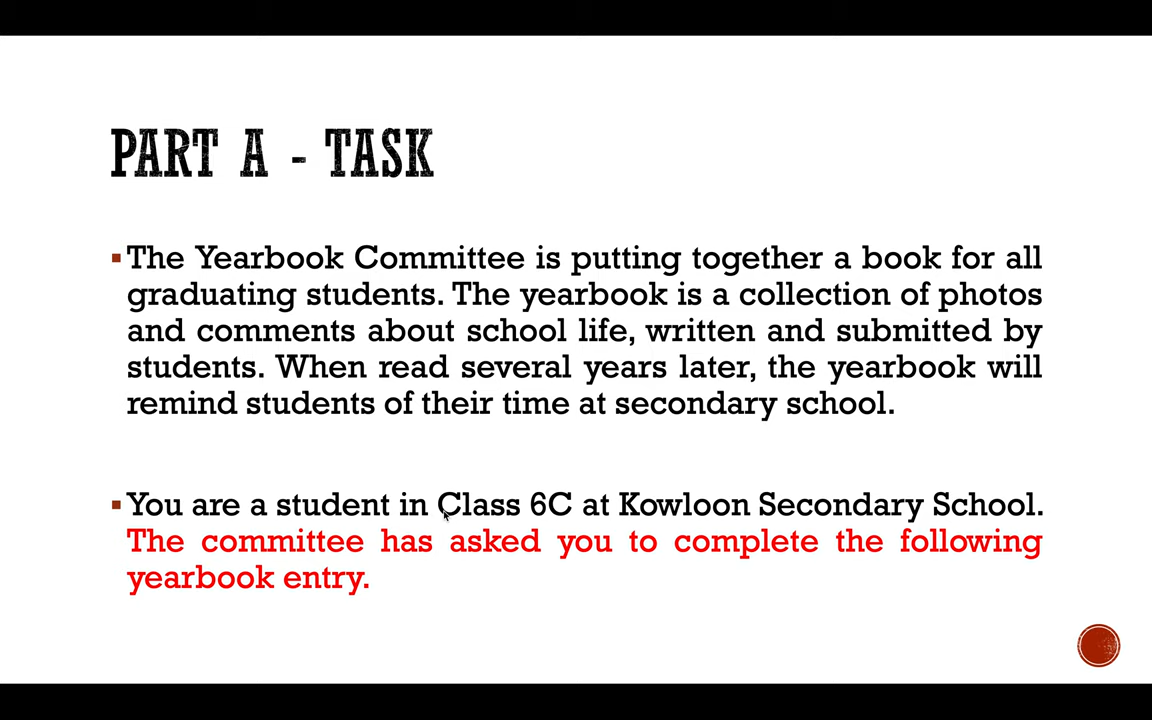 PART A - TASK
▪The Yearbook Committee is putting together a book for all
graduating students. The yearbook is a collection of photos
and comments about school life, written and submitted by
students. When read several years later, the yearbook will
remind students of their time at secondary school.
▪You are a student in Class 6C at Kowloon Secondary School.
The committee has asked you to complete the following
yearbook entry.